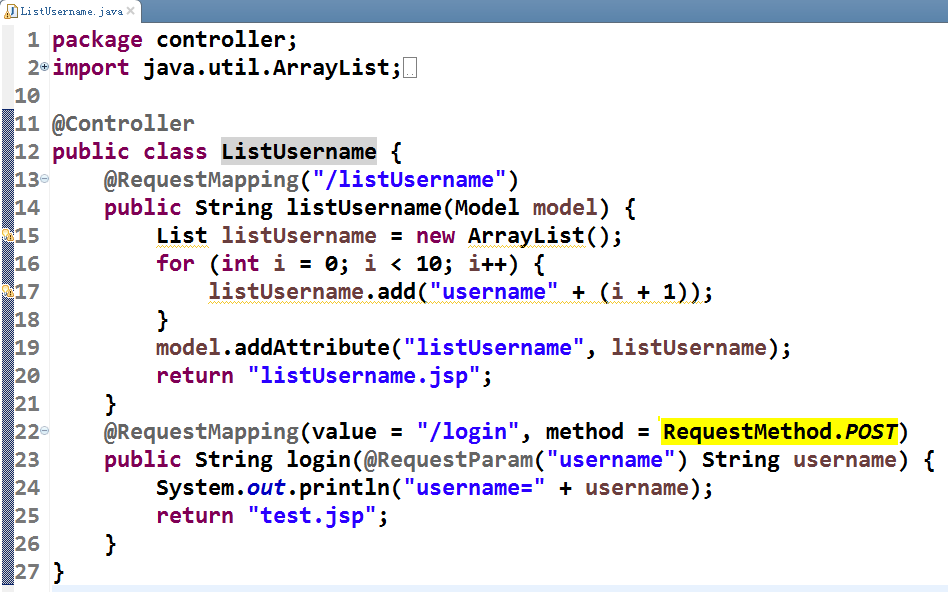 ListUsername.java
1 package controller;
2 import java.util.ArrayList;
10
11 @Controller
12 public class ListUsername {
13 @RequestMapping("/listUsername")
14 public String listUsername(Model model) {
15 List listUsername = new ArrayList();
16 for (int i = 0; i < 10; i++) {
17 listUsername.add("username" + (i + 1));
18 }
19 model.addAttribute("listUsername", listUsername);
20 return "listUsername.jsp";
21 }
22 @RequestMapping(value = "/login", method = RequestMethod.POST)
23 public String login(@RequestParam("username") String username) {
24 System.out.println("username=" + username);
25 return "test.jsp";
26 }
27 }